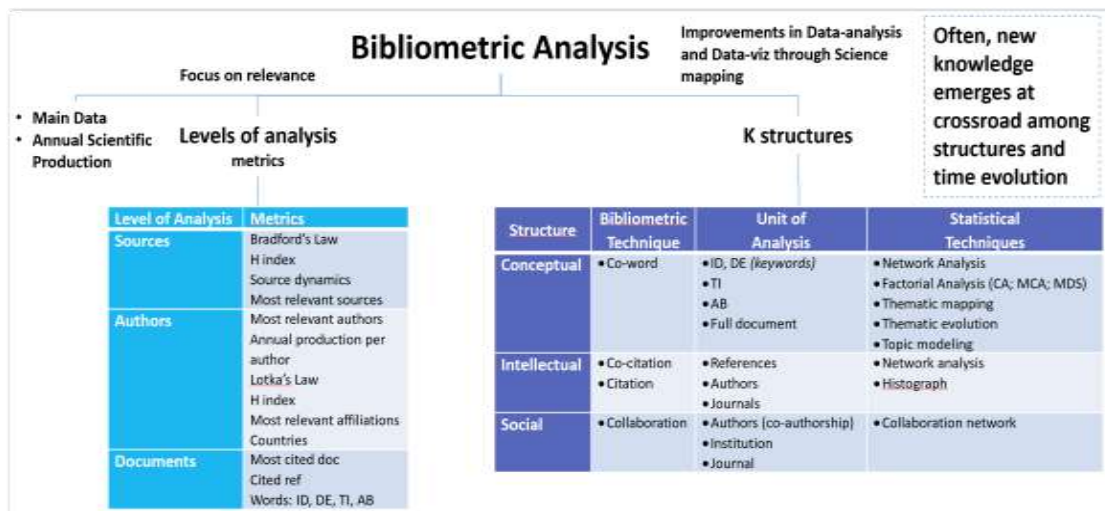 Bibliometric Analysis
Improvements in Data-analysis
and Data-viz through Science
mapping
Often, new
knowledge
emerges at
crossroad among
structures and
time evolution
Focus on relevance
• Main Data
• Annual Scientific
Production
Levels of analysis
metrics
K structures
Level of Analysis Metrics
Sources Bradford's Law
H index
Source dynamics
Most relevant sources
Authors Most relevant authors
Annual production per
author
Lotka's Law
H index
Most relevant affiliations
Countries
Documents Most cited doc
Cited ref
Words: ID, DE, TI, AB
Structure Bibliometric Technique Unit of Analysis Statistical Techniques
Conceptual • Co-word • ID, DE (keywords) • Network Analysis
• TI • Factorial Analysis (CA; MCA; MDS)
• AB • Thematic mapping
• Full document • Thematic evolution
• Topic modeling
Intellectual • Co-citation • References • Network analysis
• Citation • Authors • Histograph
• Journals
Social • Collaboration • Authors (co-authorship) • Collaboration network
• Institution
• Journal